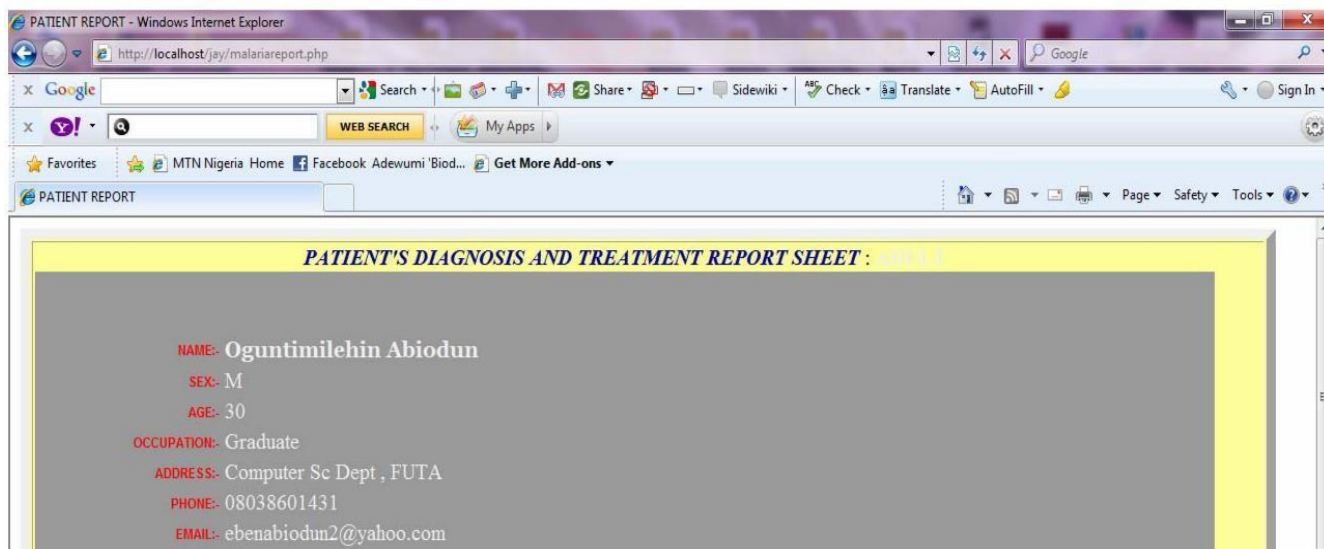 PATIENT REPORT - Windows Internet Explorer
http://localhost/jay/malariareport.php
Google
x Google
Search
Share
Sidewiki
Check
Translate
AutoFill
Sign In
x Y!
WEB SEARCH
My Apps
Favorites
MTN Nigeria Home
Facebook Adewumi 'Biod...
Get More Add-ons
PATIENT REPORT
Page
Safety
Tools
PATIENT'S DIAGNOSIS AND TREATMENT REPORT SHEET :
NAME:- Oguntimilehin Abiodun
SEX:- M
AGE:- 30
OCCUPATION:- Graduate
ADDRESS:- Computer Sc Dept , FUTA
PHONE:- 08038601431
EMAIL:- ebenabiodun2@yahoo.com